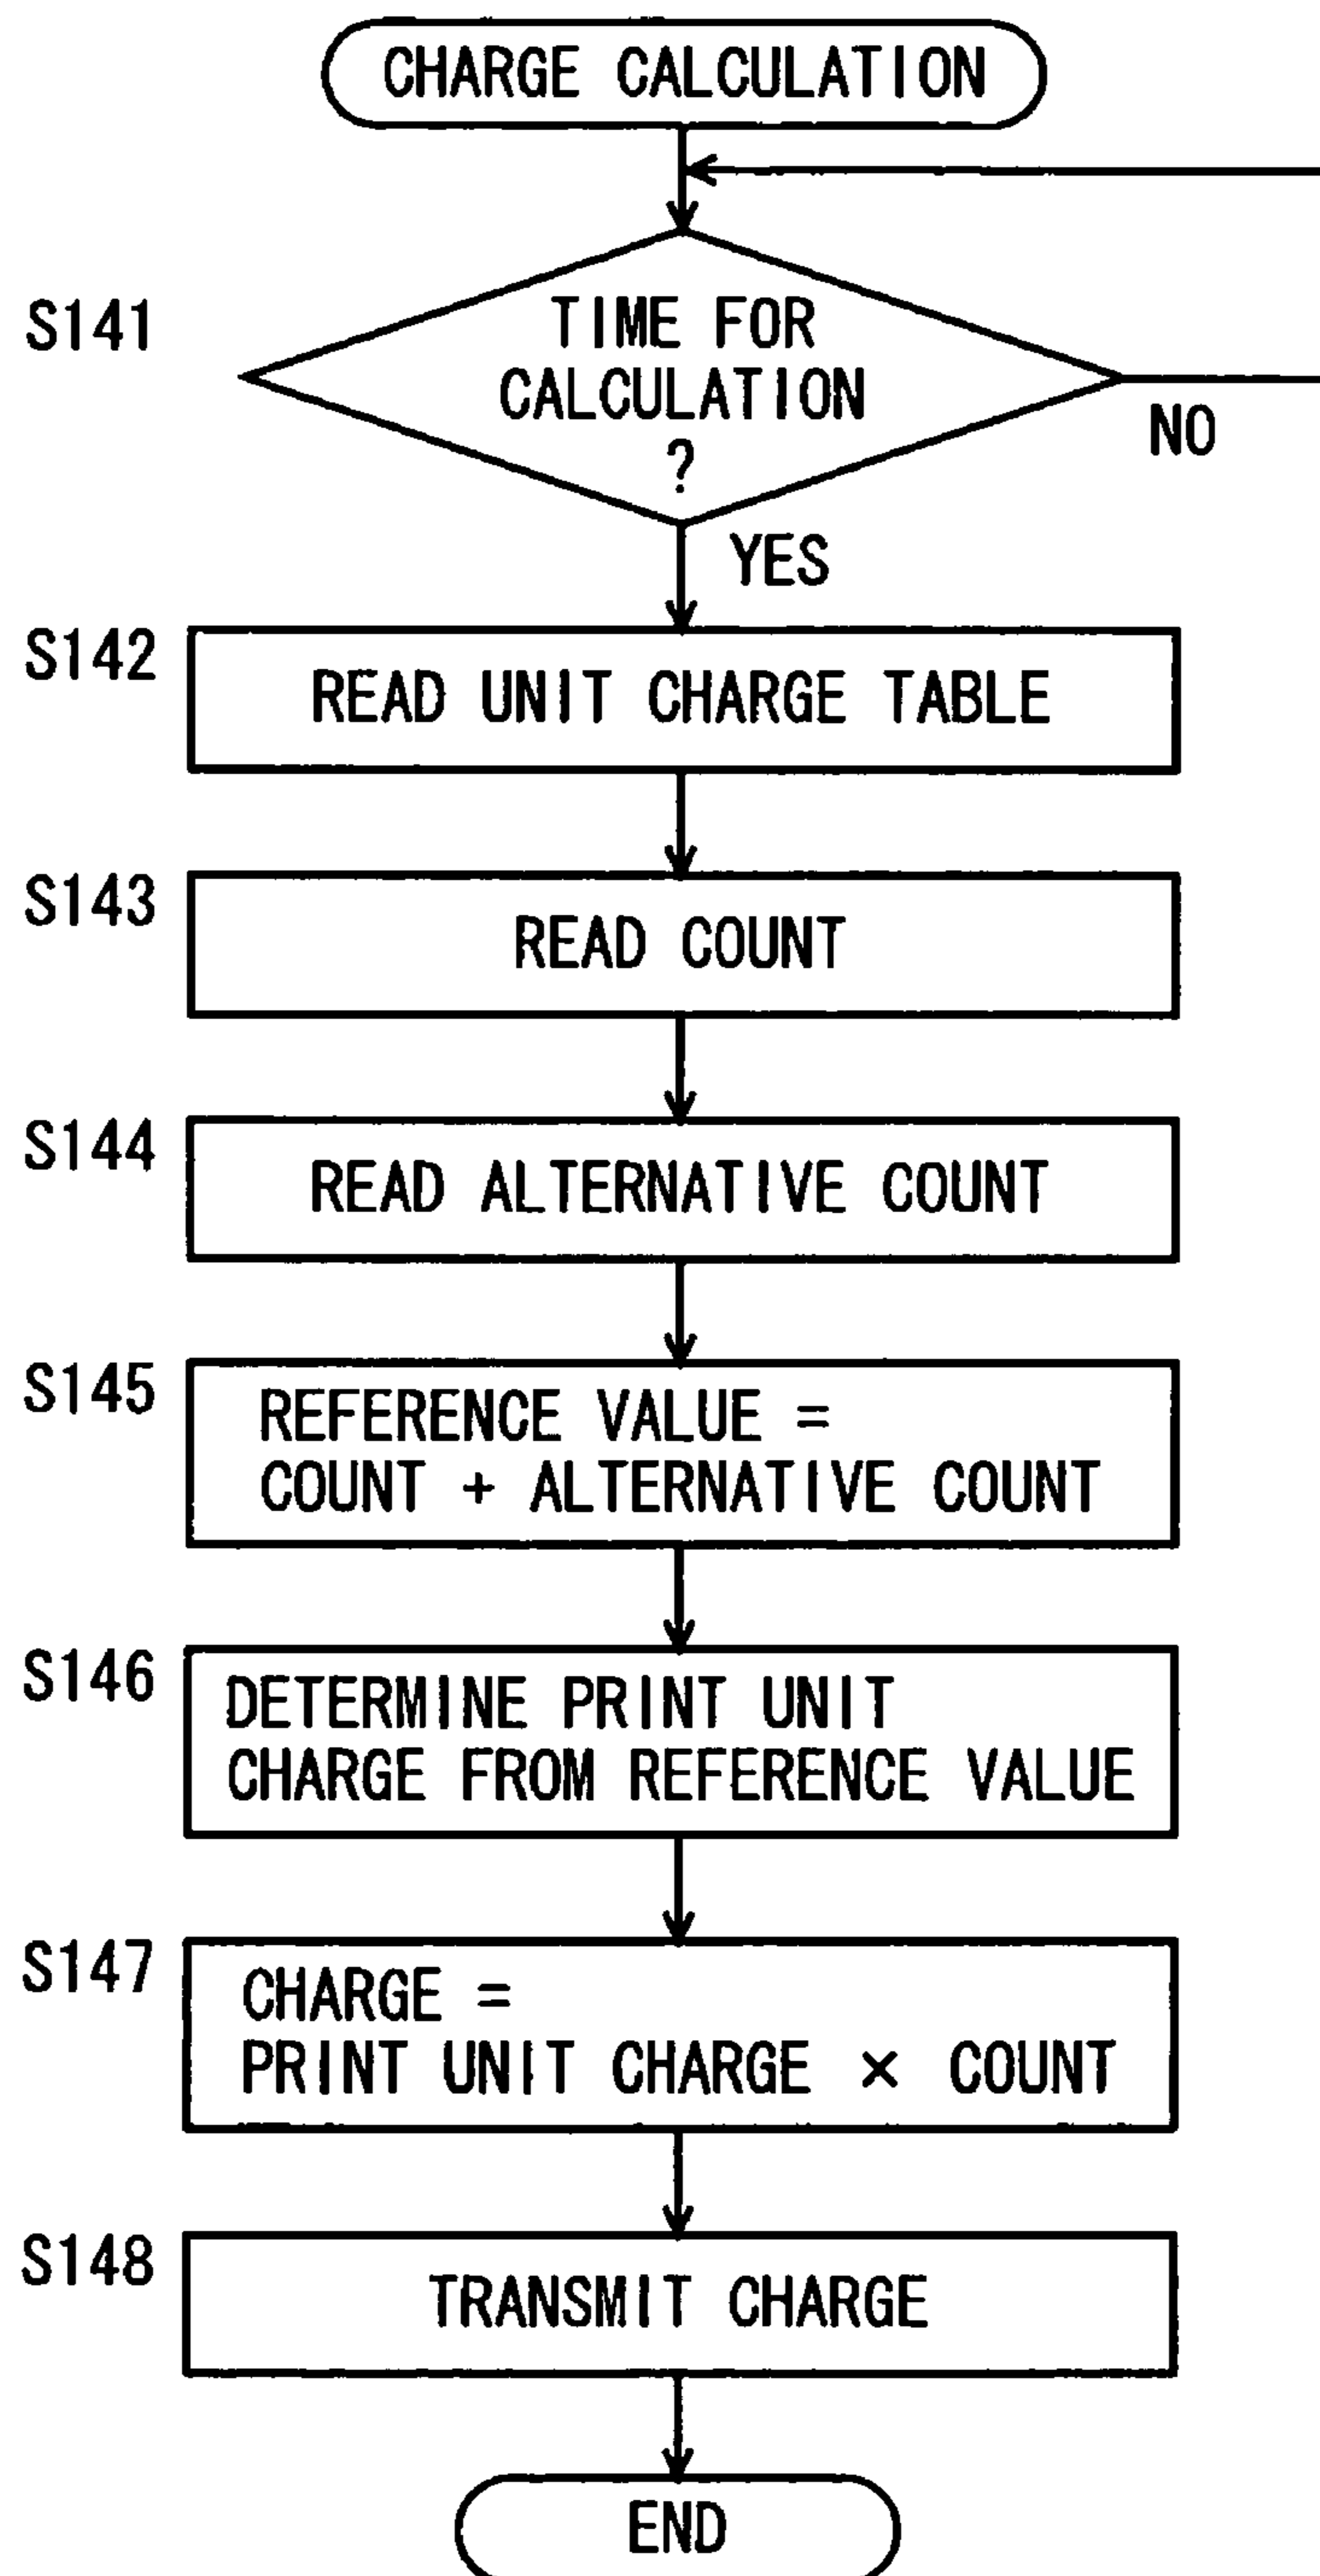 CHARGE CALCULATION
S141
TIME FOR
CALCULATION
?
NO
YES
S142
READ UNIT CHARGE TABLE
S143
READ COUNT
S144
READ ALTERNATIVE COUNT
S145
REFERENCE VALUE =
COUNT + ALTERNATIVE COUNT
S146
DETERMINE PRINT UNIT
CHARGE FROM REFERENCE VALUE
S147
CHARGE =
PRINT UNIT CHARGE × COUNT
S148
TRANSMIT CHARGE
END